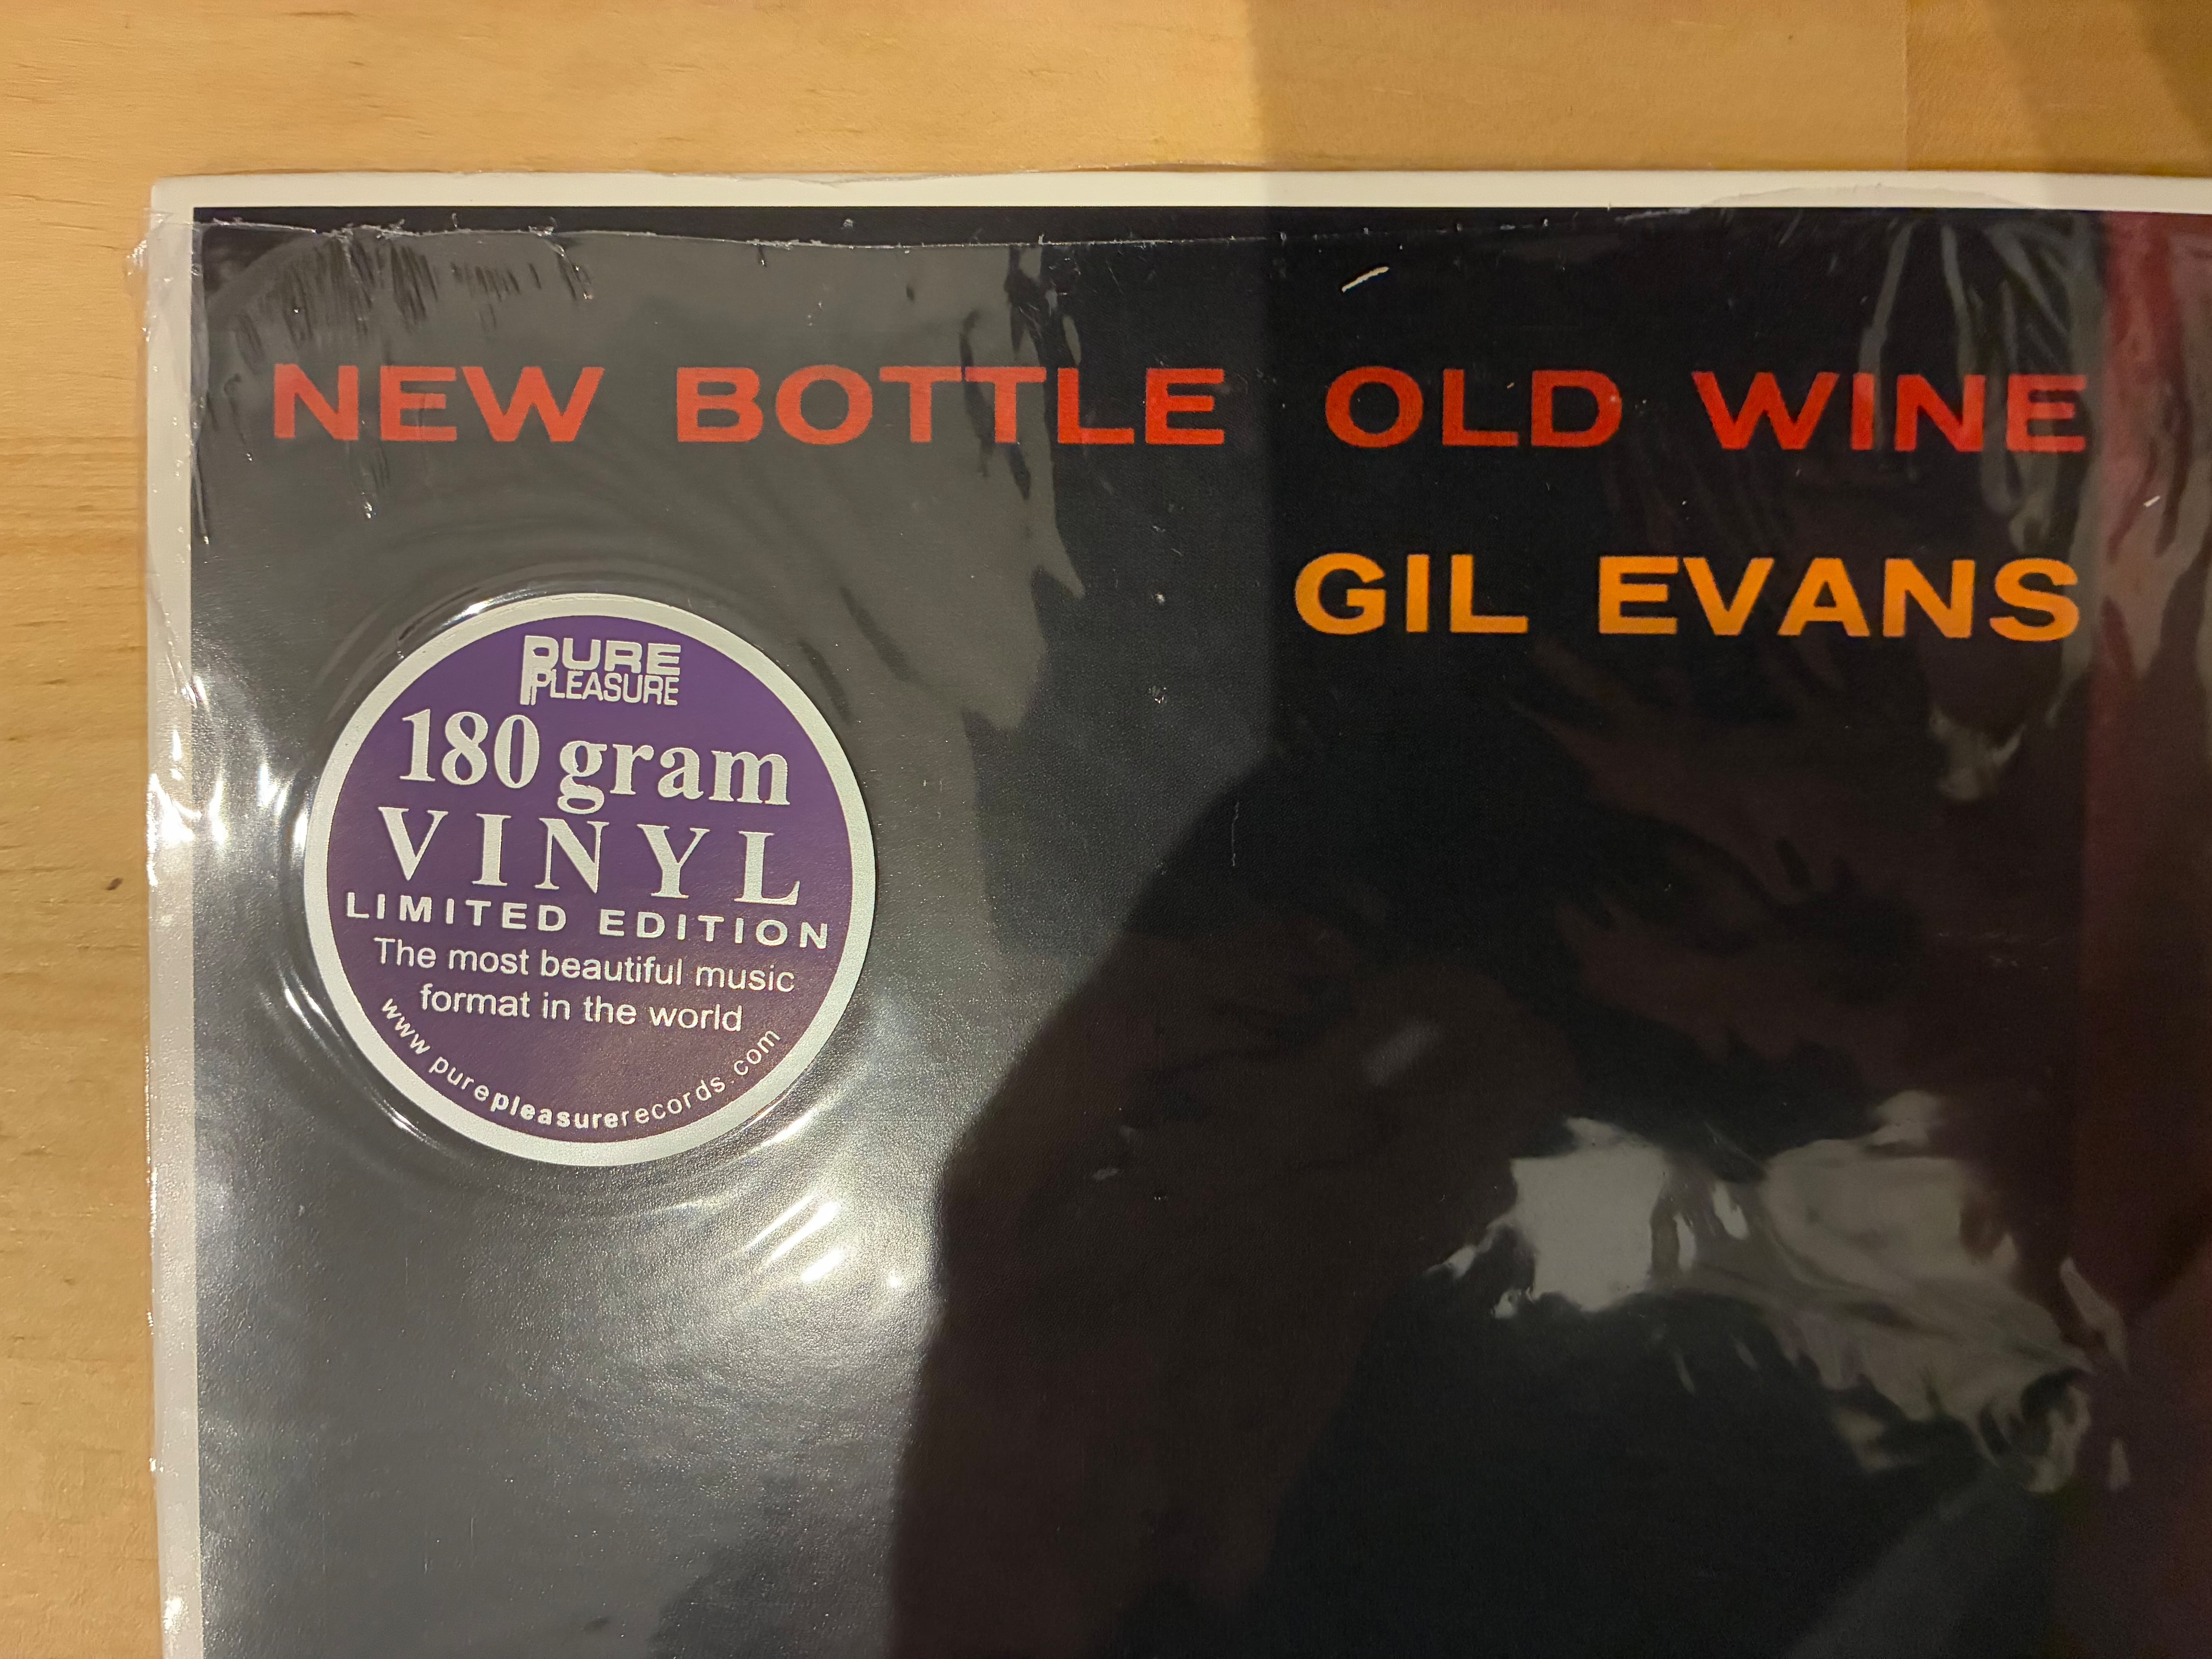 NEW BOTTLE OLD WINE
GIL EVANS
PURE
PLEASURE
180 gram
VINYL
LIMITED EDITION
The most beautiful music
format in the world
www.purepleasurerecords.com